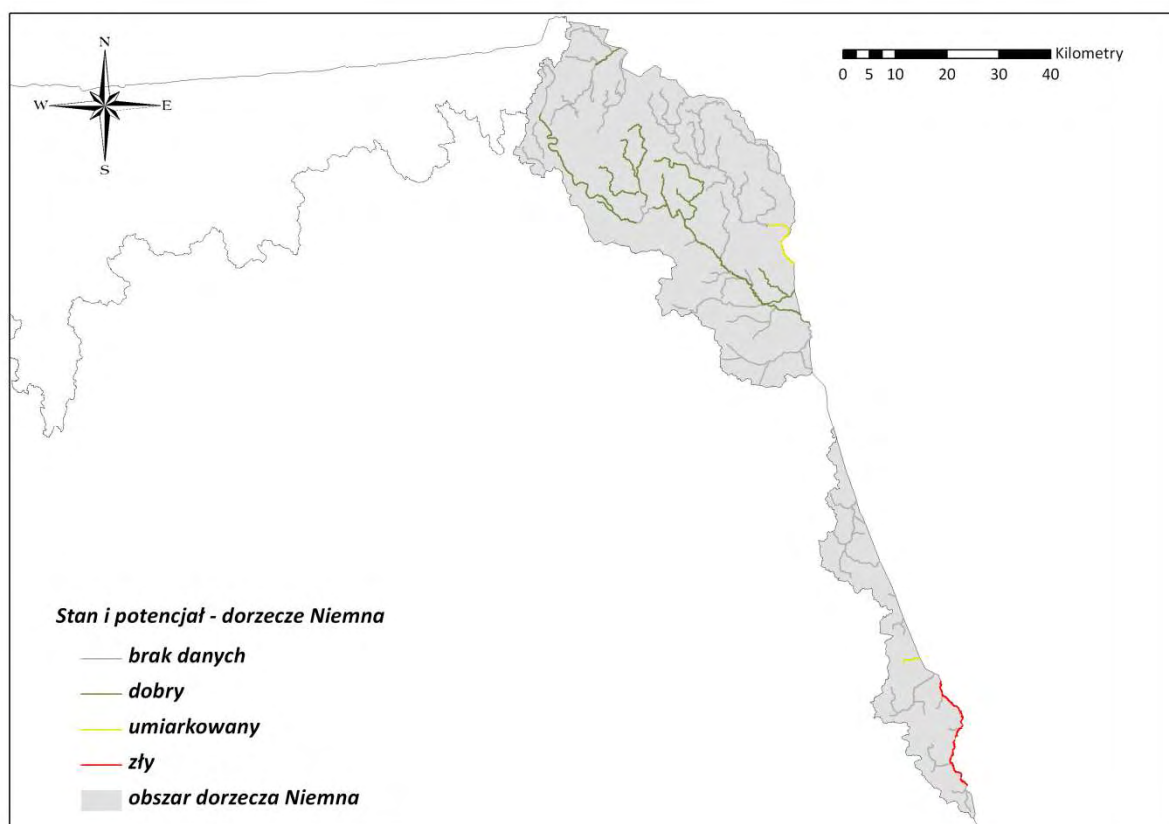 N
W E
S
Kilometry
0 5 10 20 30 40
Stan i potencjał - dorzecze Niemna
brak danych
dobry
umiarkowany
zły
obszar dorzecza Niemna